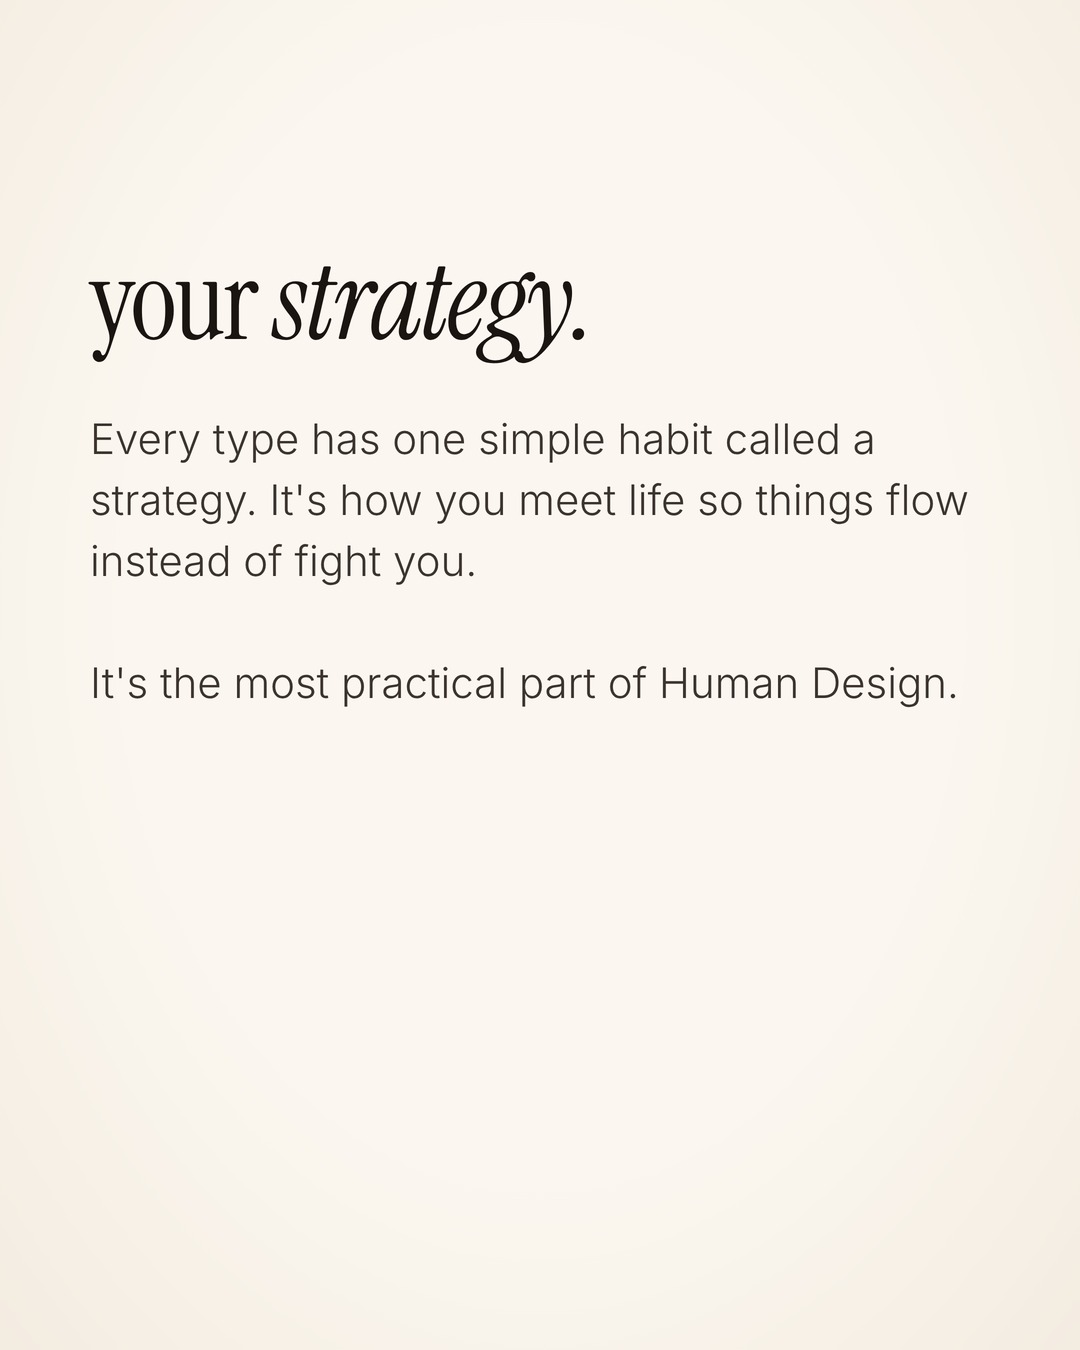 your strategy.
Every type has one simple habit called a
strategy. It's how you meet life so things flow
instead of fight you.
It's the most practical part of Human Design.